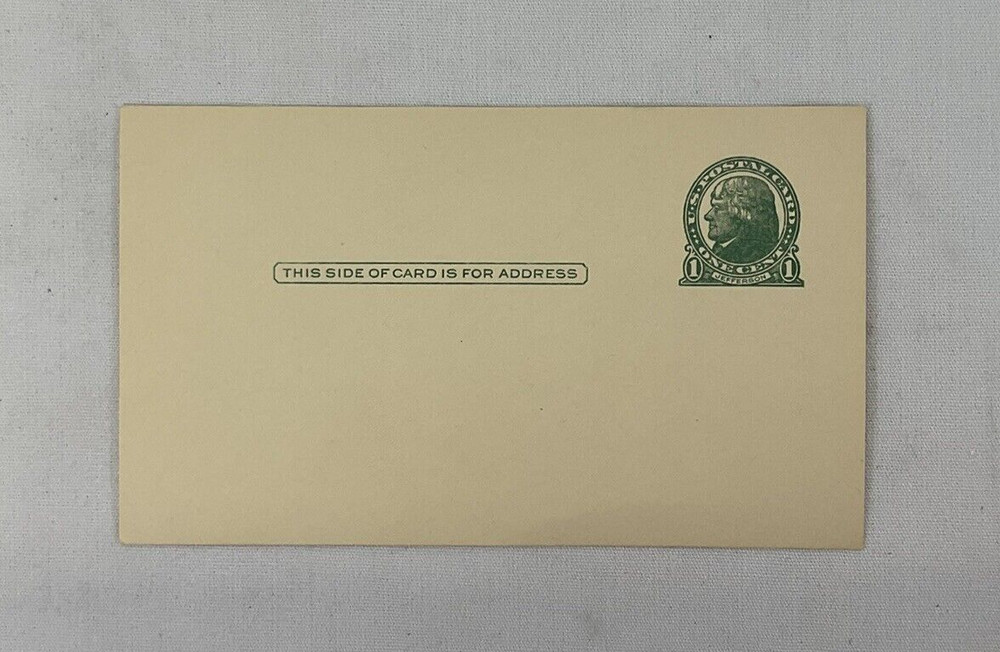 U.S. POSTAL CARD
THIS SIDE OF CARD IS FOR ADDRESS
ONE CENT
1 JEFFERSON 1